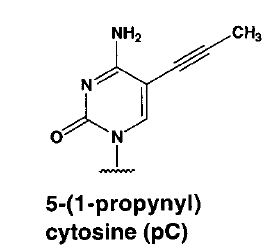 NH₂
CH₃
N
O
N
5-(1-propynyl)
cytosine (pC)